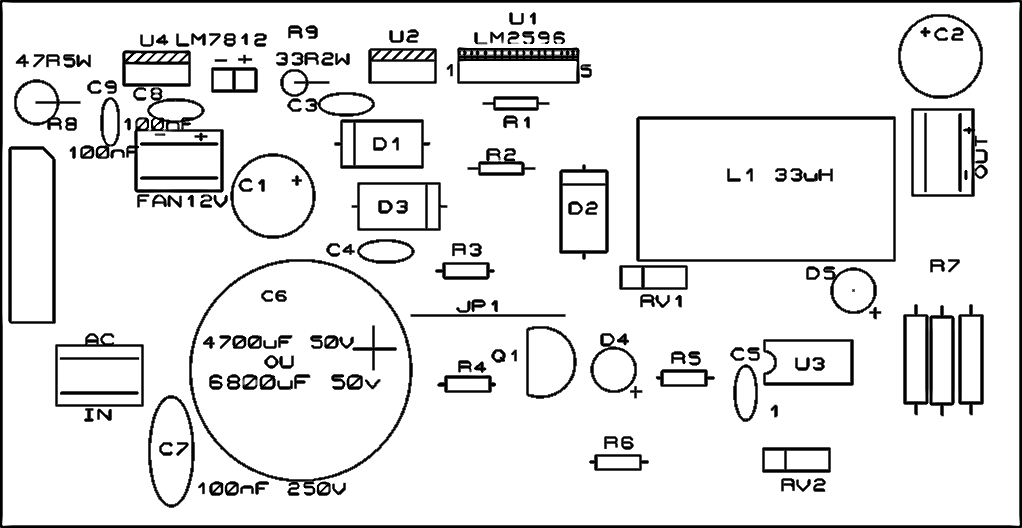 U1
R9
U4 LM7812
U2
LM2596
+C2
47R5W
- +
33R2W
1
5
C9
C8
C3
R8
100nF
R1
- +
100nF
D1
R2
OUT
+
-
L1 33uH
C1 +
FAN12V
D3
D2
C4
R3
R7
D5
+
C6
RV1
JP1
AC
4700uF 50V
OU
6800uF 50v
+
Q1
D4
+
R4
R5
C5
U3
1
IN
C7
R6
100nF 250V
RV2